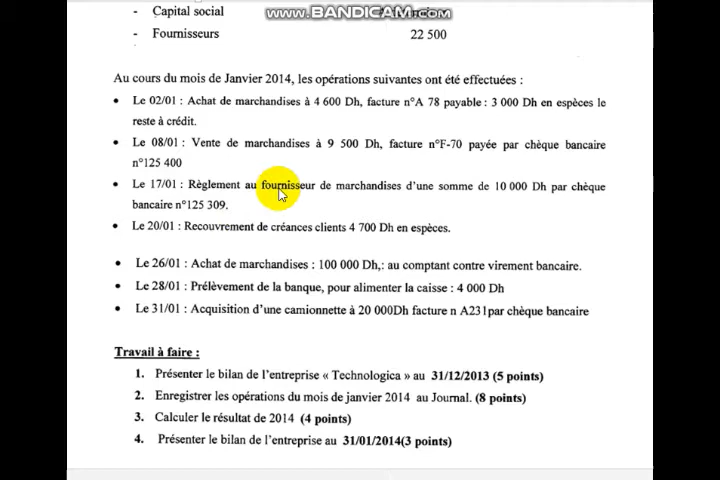 www.BANDICAM.com
- Capital social
- Fournisseurs 22 500
Au cours du mois de Janvier 2014, les opérations suivantes ont été effectuées :
• Le 02/01 : Achat de marchandises à 4 600 Dh, facture n°A 78 payable : 3 000 Dh en espèces le
reste à crédit.
• Le 08/01 : Vente de marchandises à 9 500 Dh, facture n°F-70 payée par chèque bancaire
n°125 400
• Le 17/01 : Règlement au fournisseur de marchandises d'une somme de 10 000 Dh par chèque
bancaire n°125 309.
• Le 20/01 : Recouvrement de créances clients 4 700 Dh en espèces.
• Le 26/01 : Achat de marchandises : 100 000 Dh,: au comptant contre virement bancaire.
• Le 28/01 : Prélèvement de la banque, pour alimenter la caisse : 4 000 Dh
• Le 31/01 : Acquisition d'une camionnette à 20 000Dh facture n A231par chèque bancaire
Travail à faire :
1. Présenter le bilan de l'entreprise « Technologica » au 31/12/2013 (5 points)
2. Enregistrer les opérations du mois de janvier 2014 au Journal. (8 points)
3. Calculer le résultat de 2014 (4 points)
4. Présenter le bilan de l'entreprise au 31/01/2014(3 points)